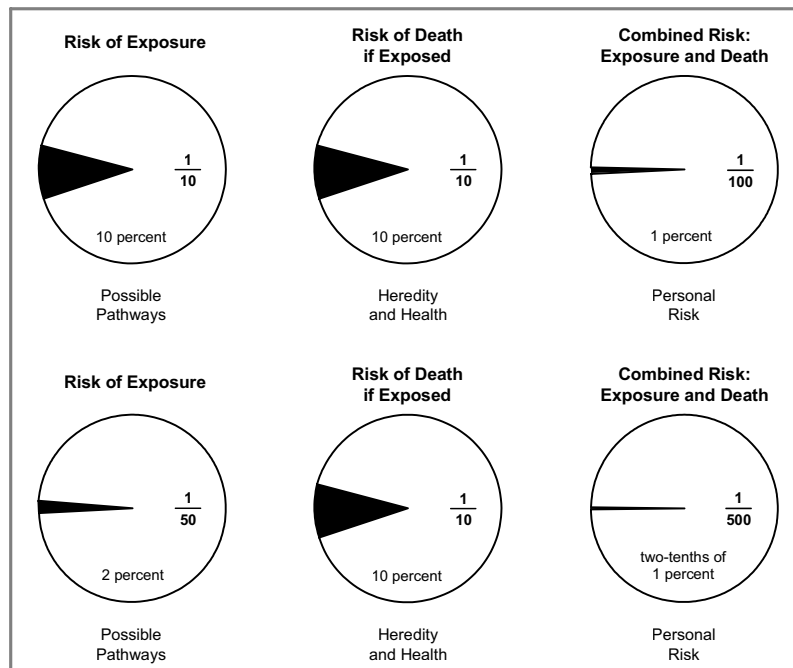 Risk of Exposure
1
10
10 percent
Possible
Pathways
Risk of Death
if Exposed
1
10
10 percent
Heredity
and Health
Combined Risk:
Exposure and Death
1
100
1 percent
Personal
Risk
Risk of Exposure
1
50
2 percent
Possible
Pathways
Risk of Death
if Exposed
1
10
10 percent
Heredity
and Health
Combined Risk:
Exposure and Death
1
500
two-tenths of
1 percent
Personal
Risk